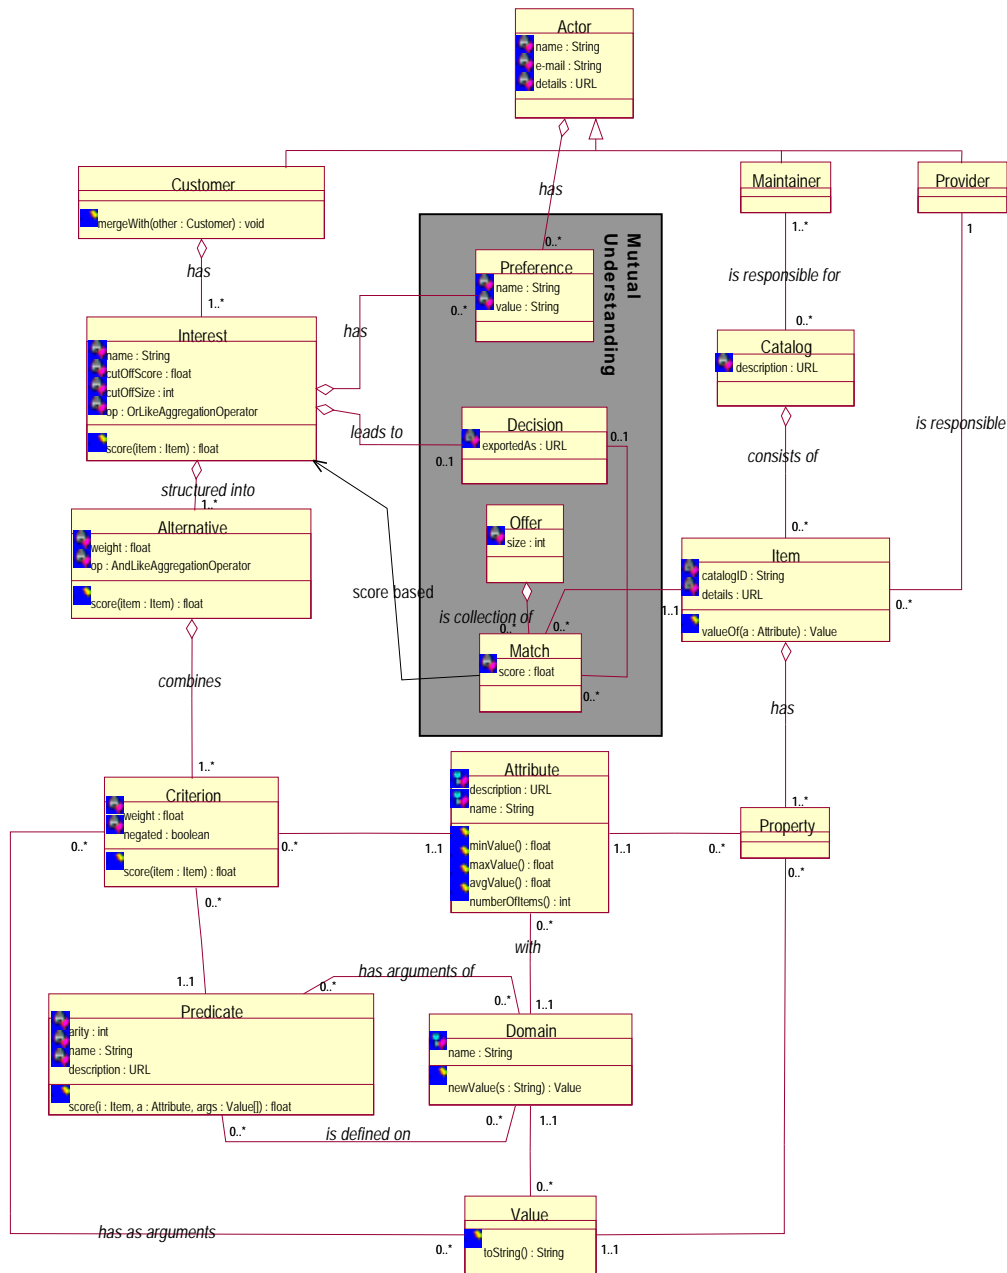 Actor
name : String
e-mail : String
details : URL
Customer
mergeWith(other : Customer) : void
has
Maintainer
Provider
1..*
1
has
0..*
Mutual
Understanding
Preference
name : String
value : String
0..*
has
1..*
is responsible for
0..*
Catalog
description : URL
Interest
name : String
cutOffScore : float
cutOffSize : int
op : OrLikeAggregationOperator
score(item : Item) : float
leads to
0..1
Decision
exportedAs : URL
0..1
is responsible
consists of
0..*
structured into
1..*
Alternative
weight : float
op : AndLikeAggregationOperator
score(item : Item) : float
Offer
size : int
score based
is collection of
0..*
0..*
Match
score : float
0..*
Item
catalogID : String
details : URL
valueOf(a : Attribute) : Value
1..1
0..*
combines
has
1..*
1..*
Criterion
weight : float
negated : boolean
score(item : Item) : float
0..*
0..*
0..*
Attribute
description : URL
name : String
minValue() : float
maxValue() : float
avgValue() : float
numberOfItems() : int
1..1
1..1
0..*
with
Property
0..*
0..*
1..1
0..*
has arguments of
0..*
1..1
Predicate
arity : int
name : String
description : URL
score(i : Item, a : Attribute, args : Value[]) : float
Domain
name : String
newValue(s : String) : Value
0..*
is defined on
0..*
1..1
0..*
Value
toString() : String
has as arguments
0..*
1..1